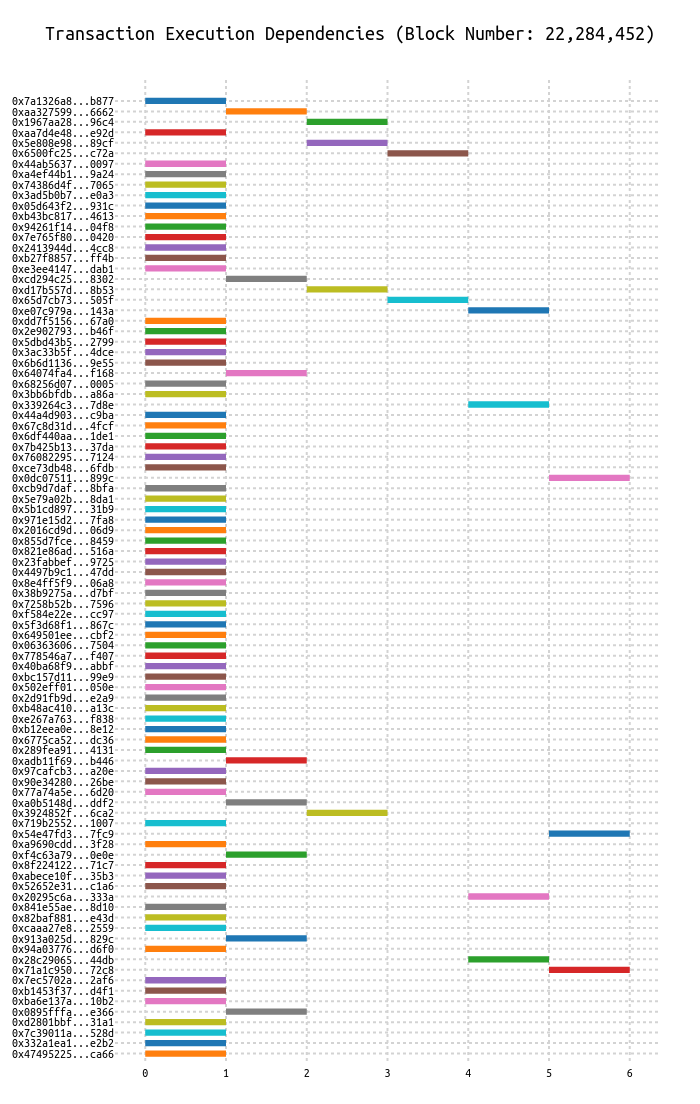 Transaction Execution Dependencies (Block Number: 22,284,452)
0x7a1326a8...b877
0xaa327599...6662
0x1967aa28...96c4
0xaa7d4e48...e92d
0x5e808e98...89cf
0x6500fc25...c72a
0x44ab5637...0097
0xa4ef44b1...9a24
0x74386d4f...7065
0x3ad5b0b7...e0a3
0x05d643f2...931c
0xb43bc817...4613
0x94261f14...04f8
0x7e765f80...0420
0x2413944d...4cc8
0xb27f8857...ff4b
0xe3ee4147...dab1
0xcd294c25...8302
0xd17b557d...8b53
0x65d7cb73...505f
0xe07c979a...143a
0xdd7f5156...67a0
0x2e902793...b46f
0x5dbd43b5...2799
0x3ac33b5f...4dce
0x6b6d1136...9e55
0x64074fa4...f168
0x68256d07...0005
0x3bb6bfdb...a86a
0x339264c3...7d8e
0x44a4d903...c9ba
0x67c8d31d...4fcf
0x6df440aa...1de1
0x7b425b13...37da
0x76082295...7124
0xce73db48...6fdb
0x0dc07511...899c
0xcb9d7daf...8bfa
0x5e79a02b...8da1
0x5b1cd897...31b9
0x971e15d2...7fa8
0x2016cd9d...06d9
0x855d7fce...8459
0x821e86ad...516a
0x23fabbef...9725
0x4497b9c1...47dd
0x8e4ff5f9...06a8
0x38b9275a...d7bf
0x7258b52b...7596
0xf584e22e...cc97
0x5f3d68f1...867c
0x649501ee...cbf2
0x06363606...7504
0x778546a7...f407
0x40ba68f9...abbf
0xbc157d11...99e9
0x502eff01...050e
0x2d91fb9d...e2a9
0xb48ac410...a13c
0xe267a763...f838
0xb12eea0e...8e12
0x6775ca52...dc36
0x289fea91...4131
0xadb11f69...b446
0x97cafcb3...a20e
0x90e34280...26be
0x77a74a5e...6d20
0xa0b5148d...ddf2
0x3924852f...6ca2
0x719b2552...1007
0x54e47fd3...7fc9
0xa9690cdd...3f28
0xf4c63a79...0e0e
0x8f224122...71c7
0xabece10f...35b3
0x52652e31...c1a6
0x20295c6a...333a
0x841e55ae...8d10
0x82baf881...e43d
0xcaaa27e8...2559
0x913a025d...829c
0x94a03776...d6f0
0x28c29065...44db
0x71a1c950...72c8
0x7ec5702a...2af6
0xb1453f37...d4f1
0xba6e137a...10b2
0x0895fffa...e366
0xd2801bbf...31a1
0x7c39011a...528d
0x332a1ea1...e2b2
0x47495225...ca66
0 1 2 3 4 5 6